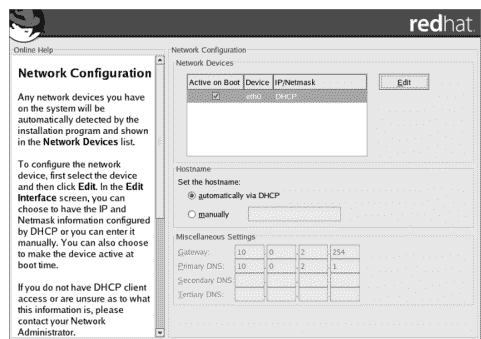 redhat.
Online Help
Network Configuration
Any network devices you have
on the system will be
automatically detected by the
installation program and shown
in the Network Devices list.
To configure the network
device, first select the device
and then click Edit. In the Edit
Interface screen, you can
choose to have the IP and
Netmask information configured
by DHCP or you can enter it
manually. You can also choose
to make the device active at
boot time.
If you do not have DHCP client
access or are unsure as to what
this information is, please
contact your Network
Administrator.
Network Configuration
Network Devices
Active on Boot Device IP/Netmask
eth0 DHCP
Edit
Hostname
Set the hostname:
automatically via DHCP
manually
Miscellaneous Settings
Gateway: 10 . 0 . 2 . 254
Primary DNS: 10 . 0 . 2 . 1
Secondary DNS:
Tertiary DNS: